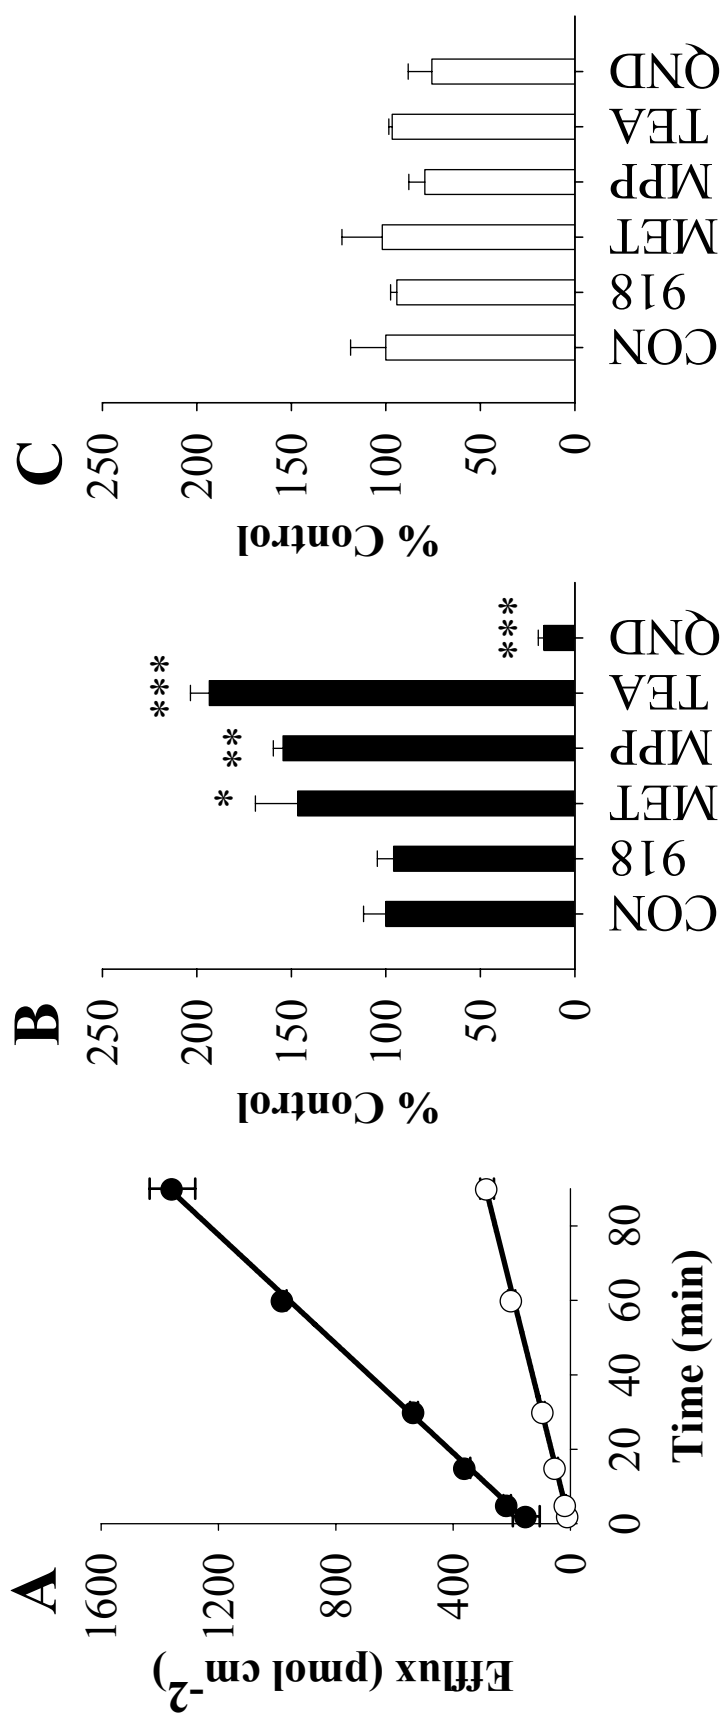 A
1600
1200
800
400
0
Efflux (pmol cm-2)
0 20 40 60 80
Time (min)
B
250
200
150
100
50
0
% Control
* ** *** ***
CON 918 MET MPP TEA QND
C
250
200
150
100
50
0
% Control
CON 918 MET MPP TEA QND